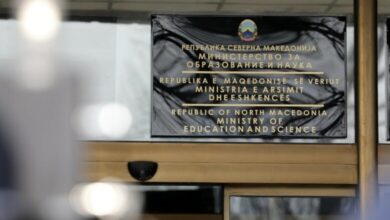 РЕПУБЛИКА СЕВЕРНА МАКЕДОНИЈА
МИНИСТЕРСТВО ЗА
ОБРАЗОВАНИЕ И НАУКА
REPUBLIKA E MAQEDONISË SË VERIUT
MINISTRIA E ARSIMIT
DHE ESHKENCËS
REPUBLIC OF NORTH MACEDONIA
MINISTRY OF
EDUCATION AND SCIENCE